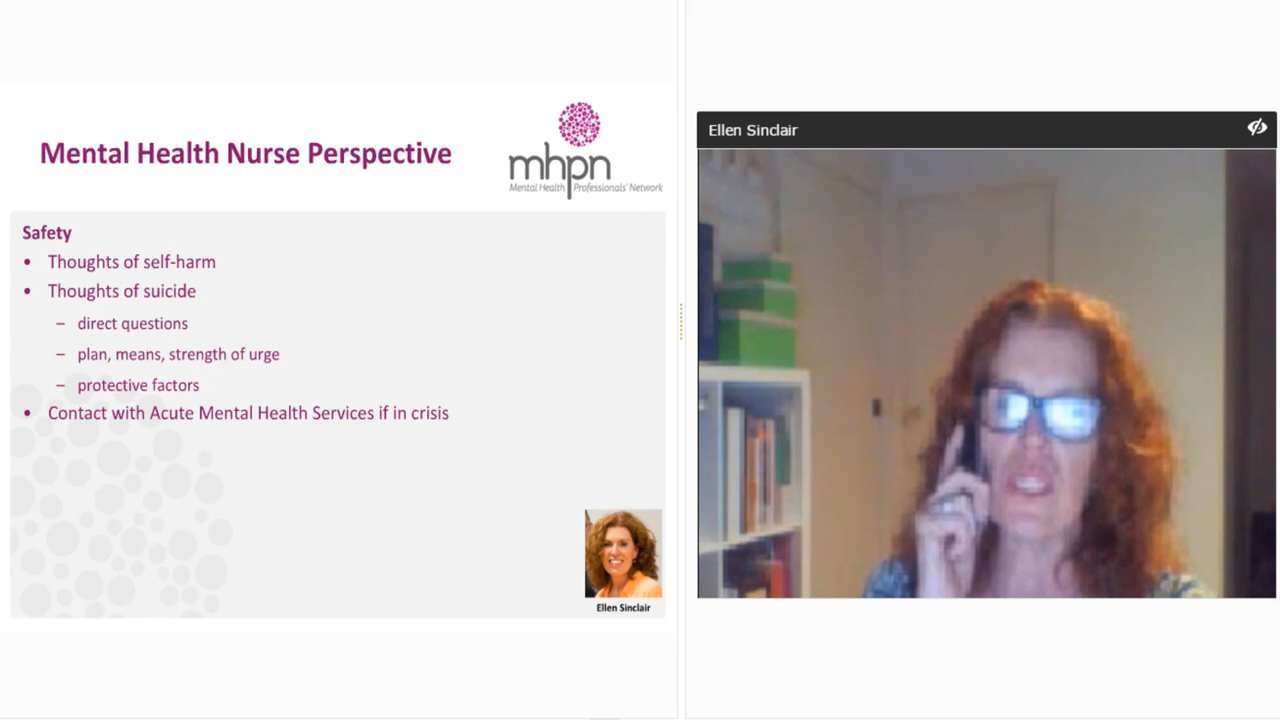 Mental Health Nurse Perspective
mhpn
Mental Health Professionals' Network
Safety
• Thoughts of self-harm
• Thoughts of suicide
– direct questions
– plan, means, strength of urge
– protective factors
• Contact with Acute Mental Health Services if in crisis
Ellen Sinclair
Ellen Sinclair